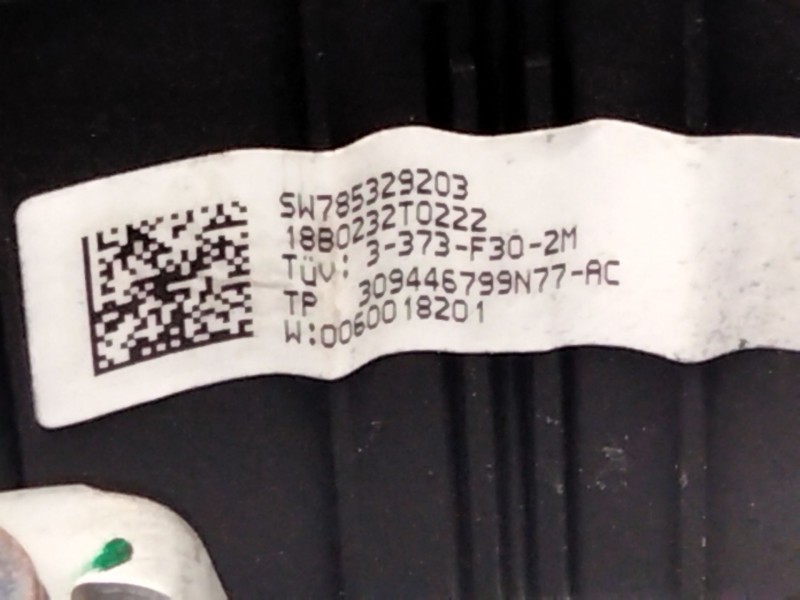 SW785329203
18B0232T0222
Tüv: 3-373-F30-2M
TP 309446799N77-AC
W:0060018201